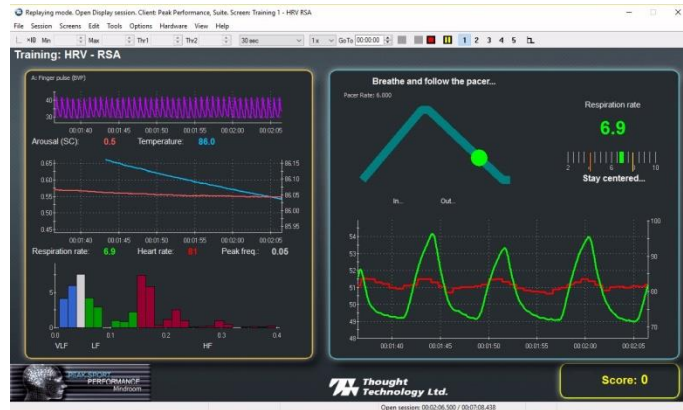 Replaying mode. Open Display session. Client: Peak Performance, Suite. Screen: Training 1 - HRV RSA
File Session Screens Edit Tools Options Hardware View Help
Min Max Thr1 Thr2 30 sec 1 x GoTo 00:00:00 1 2 3 4 5
Training: HRV - RSA
A: Finger pulse (BVP)
40
20
00:01:40 00:01:45 00:01:50 00:01:55 00:02:00 00:02:05
Arousal (SC): 0.5 Temperature: 86.0
0.65 86.15
0.60 86.10
0.55
0.50 86.00
0.45 85.95
00:01:40 00:01:45 00:01:50 00:01:55 00:02:00 00:02:05
Respiration rate: 6.9 Heart rate: 81 Peak freq.: 0.05
5
0.0 0.1 0.2 0.3 0.4
VLF LF HF
Breathe and follow the pacer...
Pacer Rate: 6.000
In... Out...
Respiration rate
6.9
2 4 6 8 10
Stay centered...
54 100
53 90
52
51 80
50
49 70
48
00:01:40 00:01:45 00:01:50 00:01:55 00:02:00 00:02:05
PEAK-SPORT
PERFORMANCE
Mindroom
Thought
Technology Ltd.
Score: 0
Open session: 00:02:06.500 / 00:07:08.438